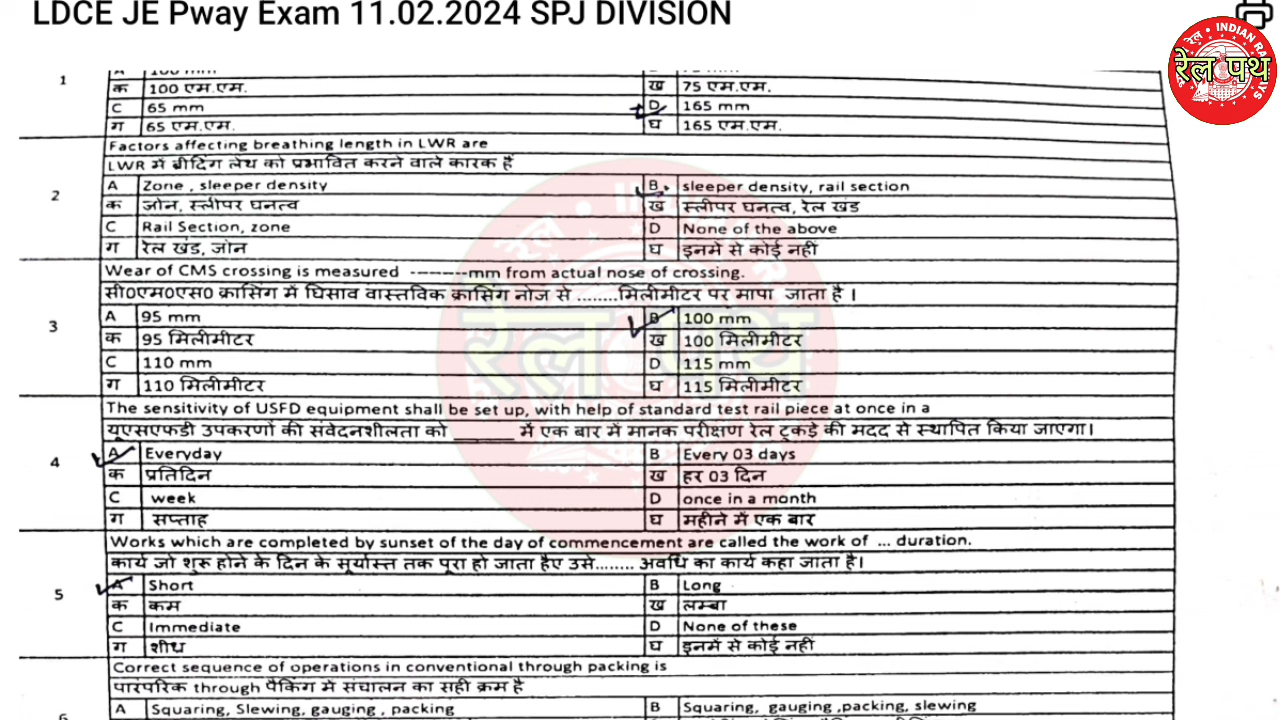 LDCE JE Pway Exam 11.02.2024 SPJ DIVISION
• INDIAN RAILWAYS
रेल •
रेल पथ
1
क 100 एम.एम. ख 75 एम.एम.
C 65 mm D 165 mm
ग 65 एम.एम. घ 165 एम.एम.
Factors affecting breathing length in LWR are
LWR में ब्रीदिंग लेंथ को प्रभावित करने वाले कारक हैं
2
A Zone , sleeper density B sleeper density, rail section
क जोन, स्लीपर घनत्व ख स्लीपर घनत्व, रेल खंड
C Rail Section, zone D None of the above
ग रेल खंड, जोन घ इनमें से कोई नहीं
Wear of CMS crossing is measured -------mm from actual nose of crossing.
सी0एम0एस0 क्रासिंग में घिसाव वास्तविक क्रासिंग नोज से ........मिलीमीटर पर मापा जाता है ।
3
A 95 mm B 100 mm
क 95 मिलीमीटर ख 100 मिलीमीटर
C 110 mm D 115 mm
ग 110 मिलीमीटर घ 115 मिलीमीटर
The sensitivity of USFD equipment shall be set up, with help of standard test rail piece at once in a
यूएसएफडी उपकरणों की संवेदनशीलता को ______ में एक बार में मानक परीक्षण रेल टुकड़े की मदद से स्थापित किया जाएगा।
4
A Everyday B Every 03 days
क प्रतिदिन ख हर 03 दिन
C week D once in a month
ग सप्ताह घ महीने में एक बार
Works which are completed by sunset of the day of commencement are called the work of ... duration.
कार्य जो शुरू होने के दिन के सूर्यास्त तक पूरा हो जाता हैए उसे........ अवधि का कार्य कहा जाता है।
5
A Short B Long
क कम ख लम्बा
C Immediate D None of these
ग शीध घ इनमें से कोई नहीं
Correct sequence of operations in conventional through packing is
पारंपरिक through पैकिंग में संचालन का सही क्रम है
6
A Squaring, Slewing, gauging , packing B Squaring, gauging ,packing, slewing